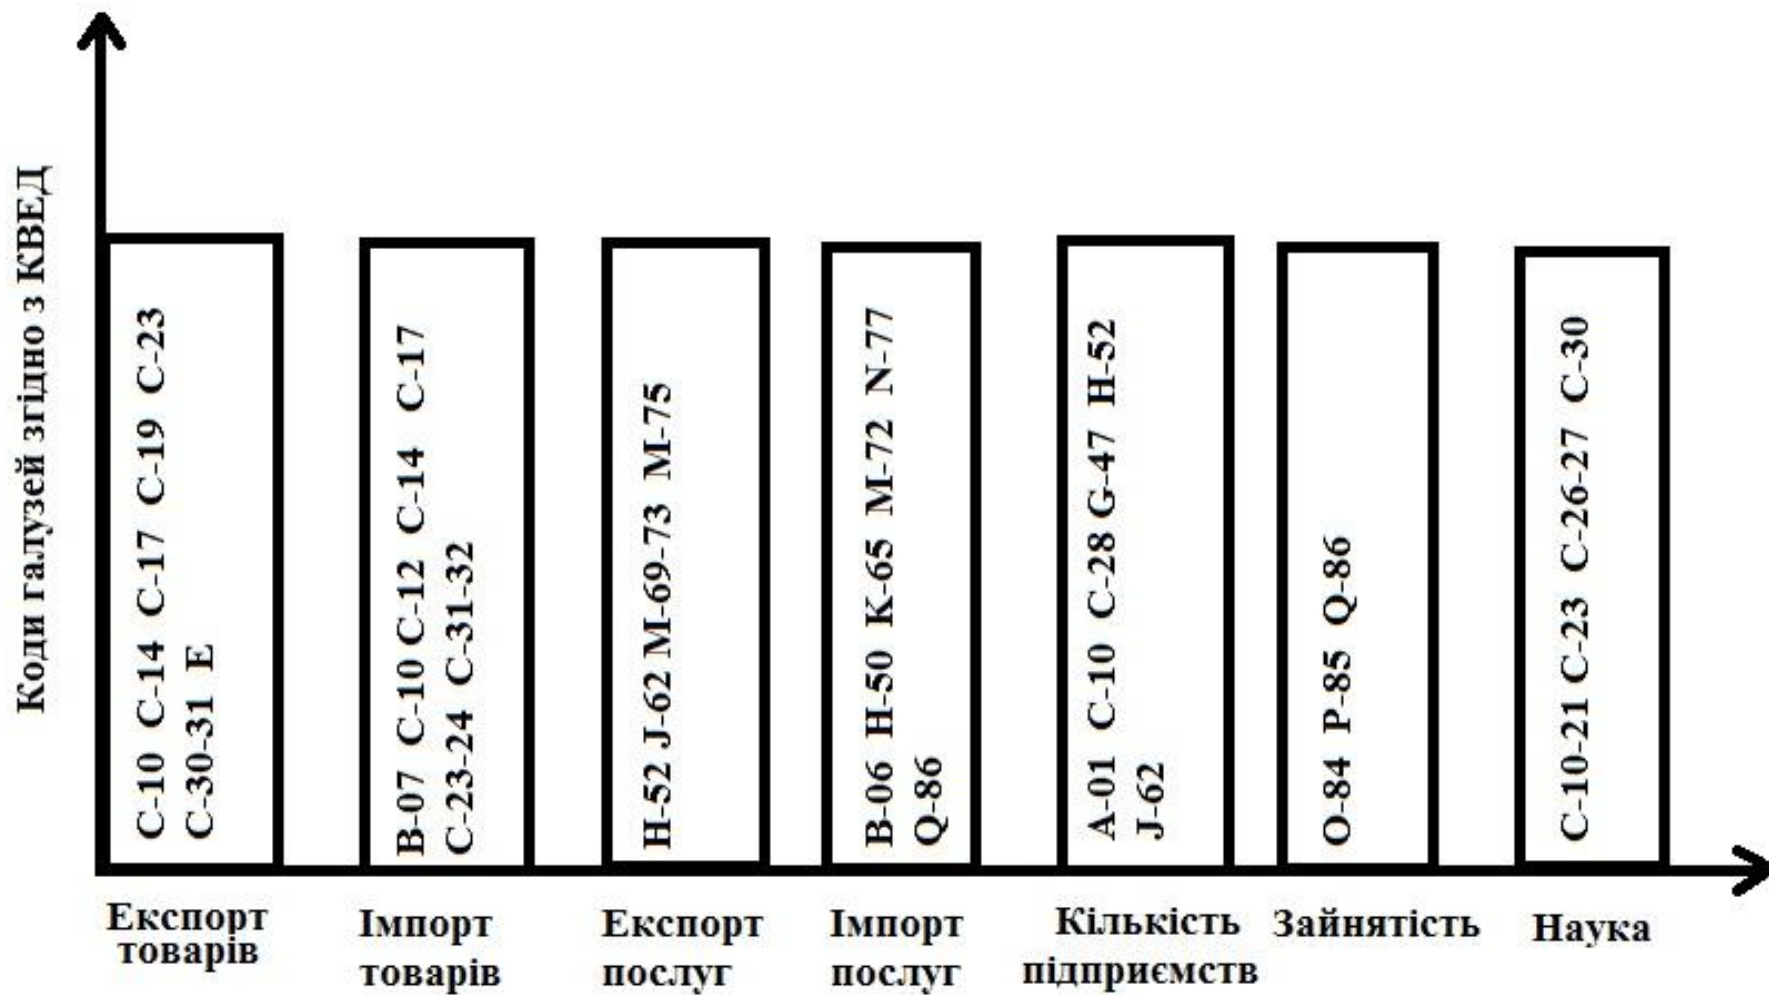 Коди галузей згідно з КВЕД
С-10 С-14 С-17 С-19 С-23
С-30-31 Е
В-07 С-10 С-12 С-14 С-17
С-23-24 С-31-32
Н-52 J-62 М-69-73 М-75
В-06 Н-50 К-65 М-72 N-77
Q-86
А-01 С-10 С-28 G-47 Н-52
J-62
О-84 Р-85 Q-86
С-10-21 С-23 С-26-27 С-30
Експорт
товарів
Імпорт
товарів
Експорт
послуг
Імпорт
послуг
Кількість
підприємств
Зайнятість
Наука